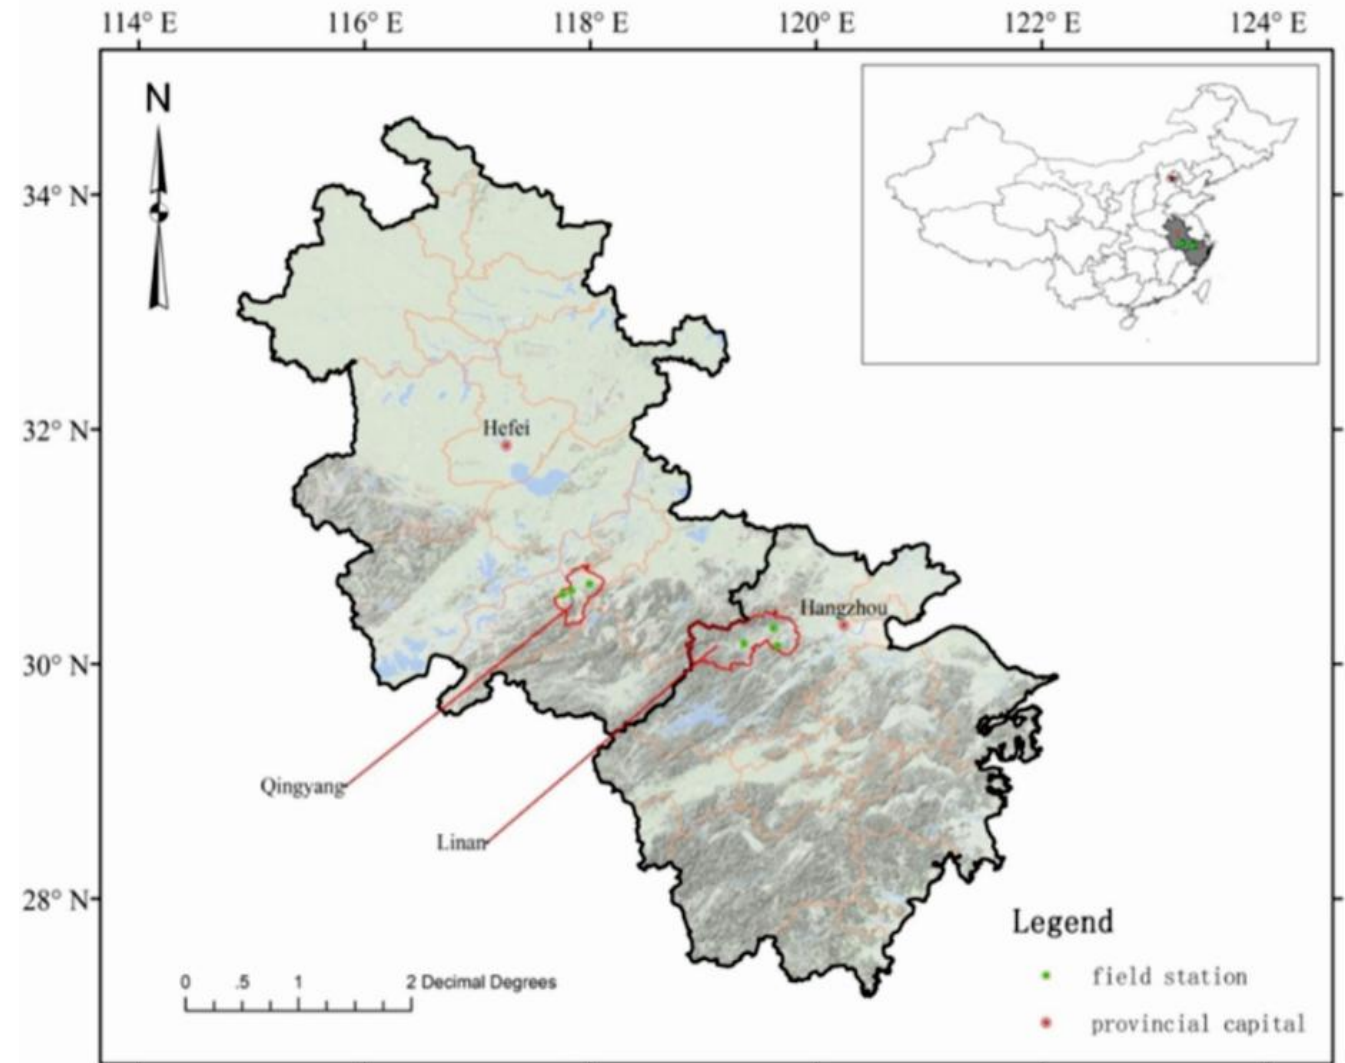 114° E 116° E 118° E 120° E 122° E 124° E
N
34° N
32° N
Hefei
Hangzhou
30° N
Qingyang
Linan
28° N
Legend
0 .5 1 2 Decimal Degrees
field station
provincial capital